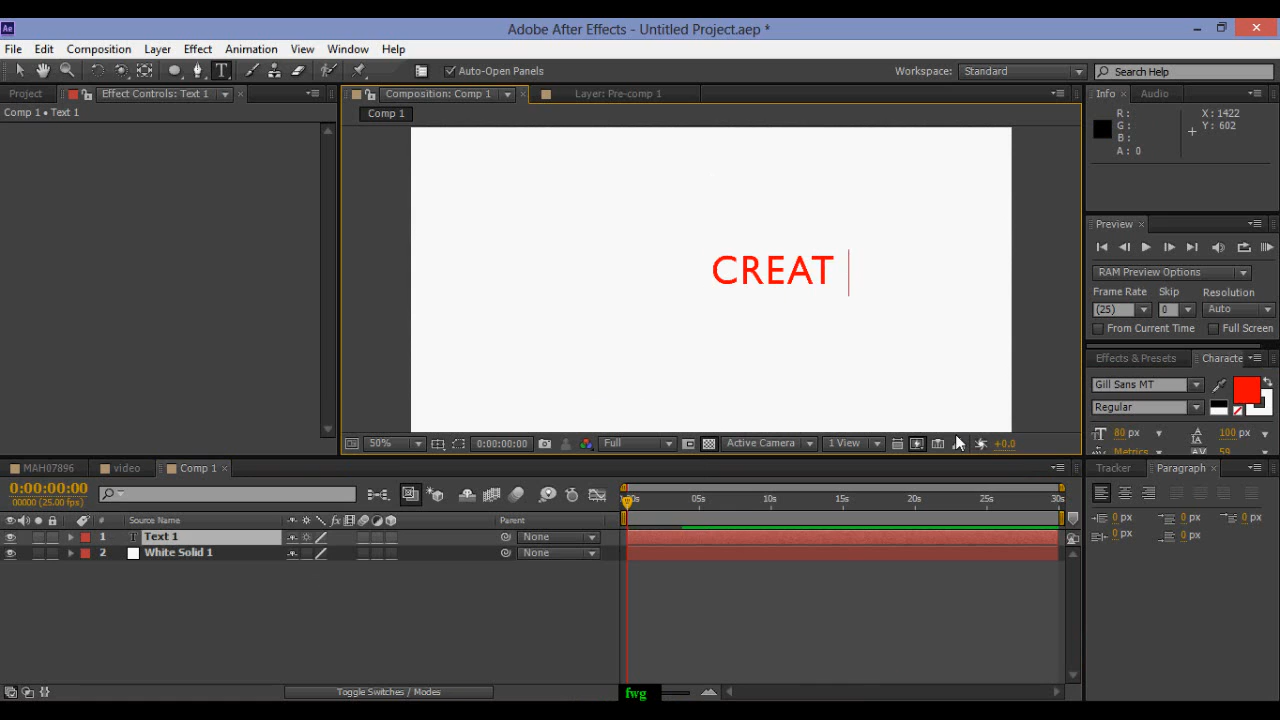 Ae
Adobe After Effects - Untitled Project.aep *
File Edit Composition Layer Effect Animation View Window Help
T Auto-Open Panels Workspace: Standard Search Help
Project Effect Controls: Text 1 Composition: Comp 1 Layer: Pre-comp 1 Info Audio
Comp 1 • Text 1 Comp 1
R : X : 1422
G : Y : 602
B :
A : 0
CREAT
Preview
RAM Preview Options
Frame Rate Skip Resolution
(25) 0 Auto
From Current Time Full Screen
Effects & Presets Characte
Gill Sans MT
Regular
80 px 100 px
Metrics 59
50% 0:00:00:00 Full Active Camera 1 View +0.0
MAH07896 video Comp 1 Tracker Paragraph
0:00:00:00
00000 (25.00 fps)
00s 05s 10s 15s 20s 25s 30s
# Source Name fx Parent
1 T Text 1 None
2 White Solid 1 None
0 px 0 px 0 px
0 px 0 px
Toggle Switches / Modes
fwg